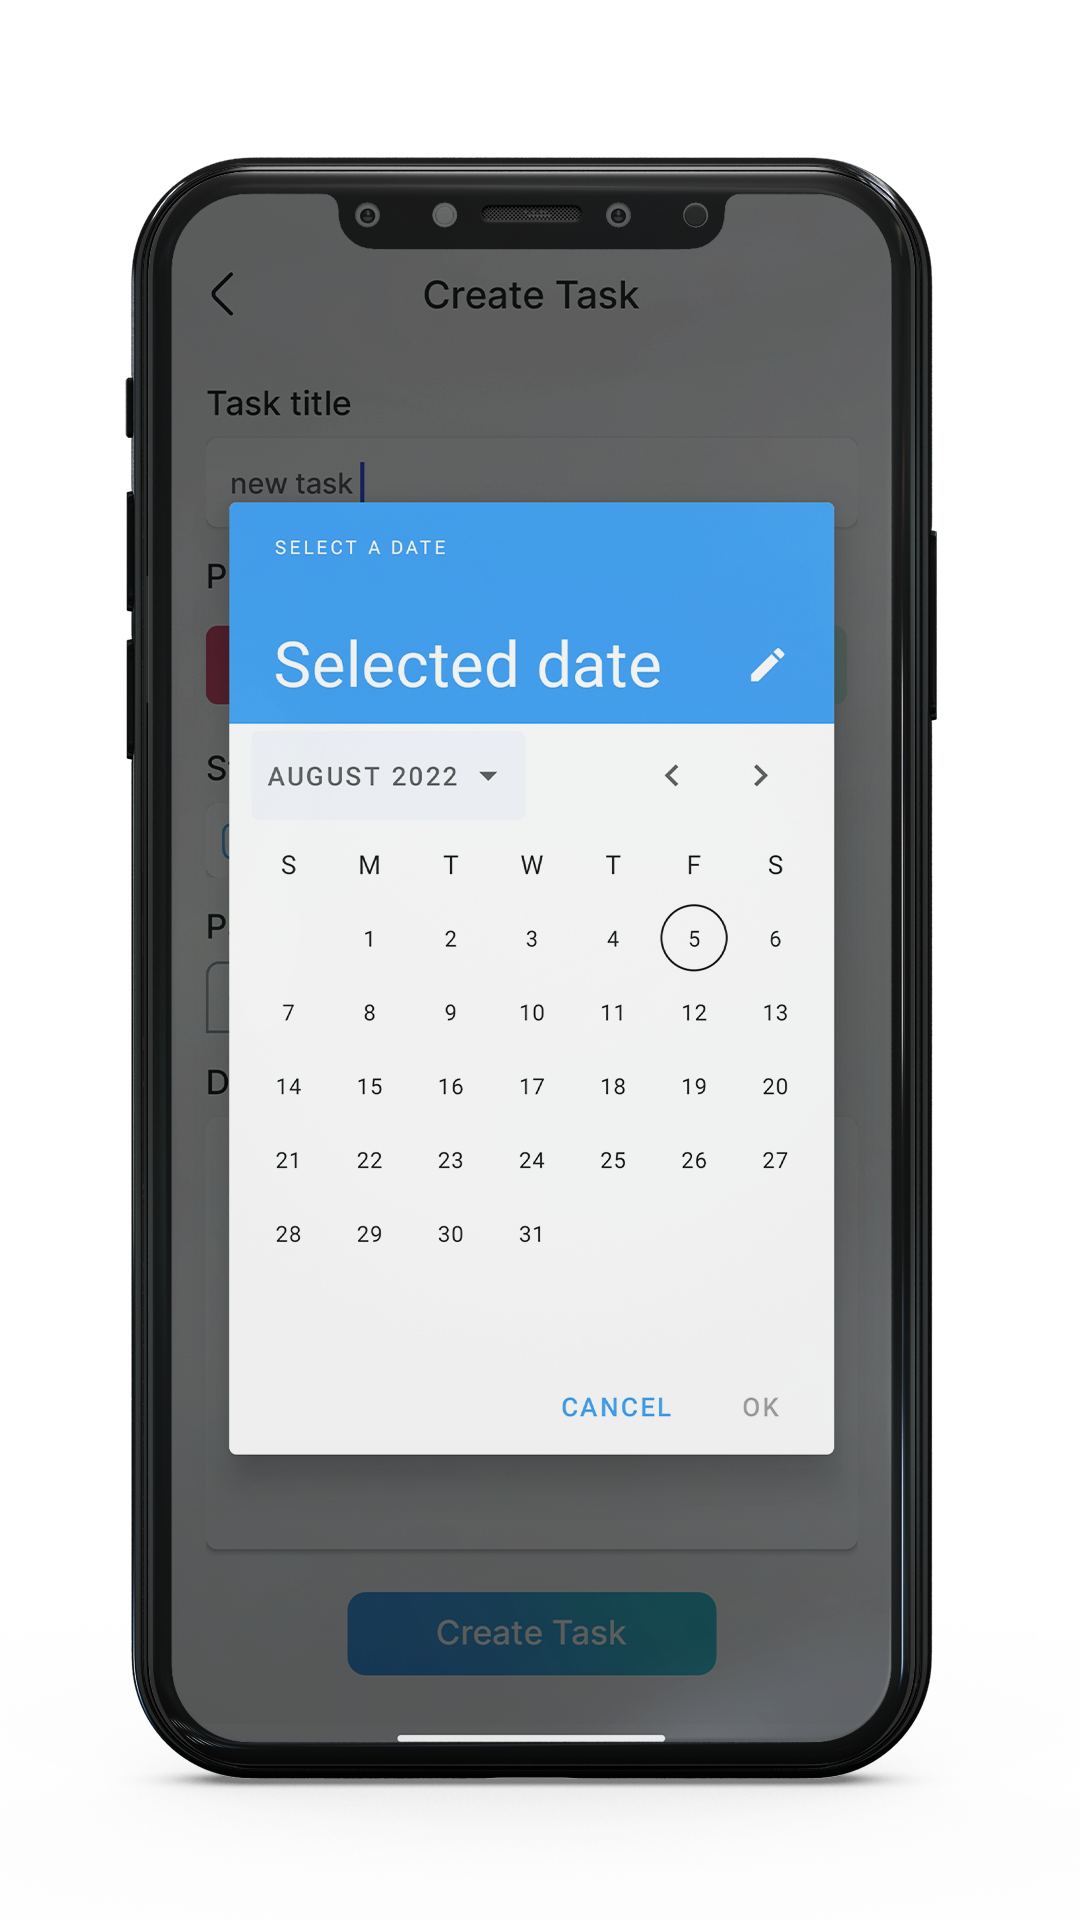 Create Task
Task title
new task
SELECT A DATE
P
Selected date
S
AUGUST 2022
S M T W T F S
1 2 3 4 5 6
P
7 8 9 10 11 12 13
D
14 15 16 17 18 19 20
21 22 23 24 25 26 27
28 29 30 31
CANCEL OK
Create Task